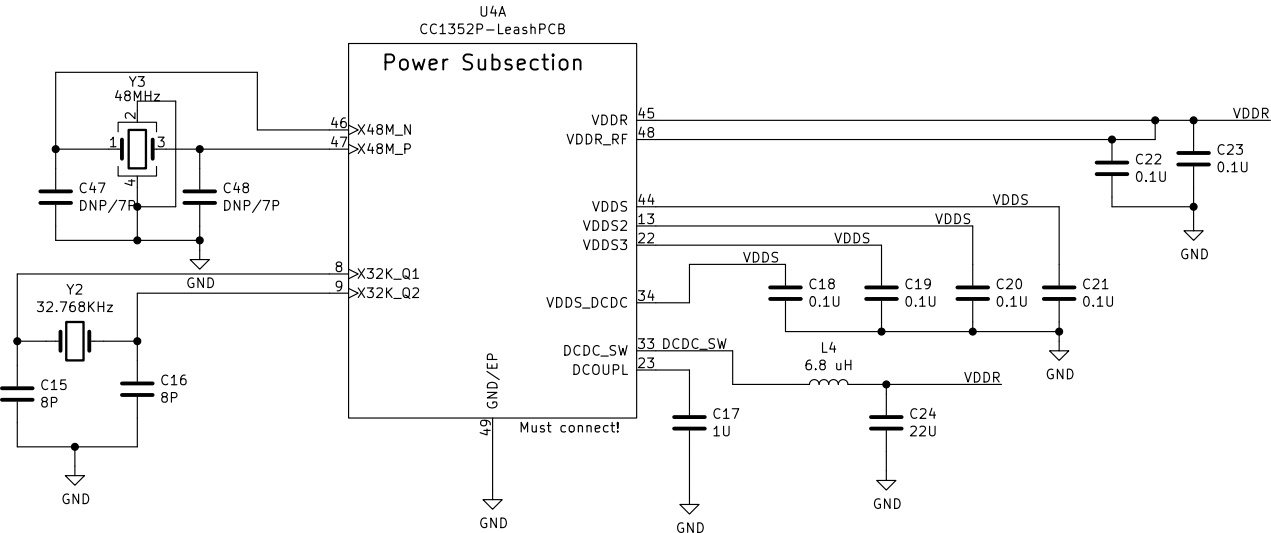 U4A
CC1352P-LeashPCB
Power Subsection
Y3
48MHz
2
1
3
4
C47
DNP/7P
C48
DNP/7P
GND
46
X48M_N
47
X48M_P
8
X32K_Q1
9
X32K_Q2
Y2
32.768KHz
C15
8P
C16
8P
GND
GND/EP
49
Must connect!
GND
VDDR
45
VDDR
VDDR_RF
48
C22
0.1U
C23
0.1U
GND
VDDS
44
VDDS
VDDS2
13
VDDS
VDDS3
22
VDDS
VDDS
VDDS_DCDC
34
C18
0.1U
C19
0.1U
C20
0.1U
C21
0.1U
GND
DCDC_SW
33 DCDC_SW
DCOUPL
23
L4
6.8 uH
VDDR
C17
1U
GND
C24
22U
GND